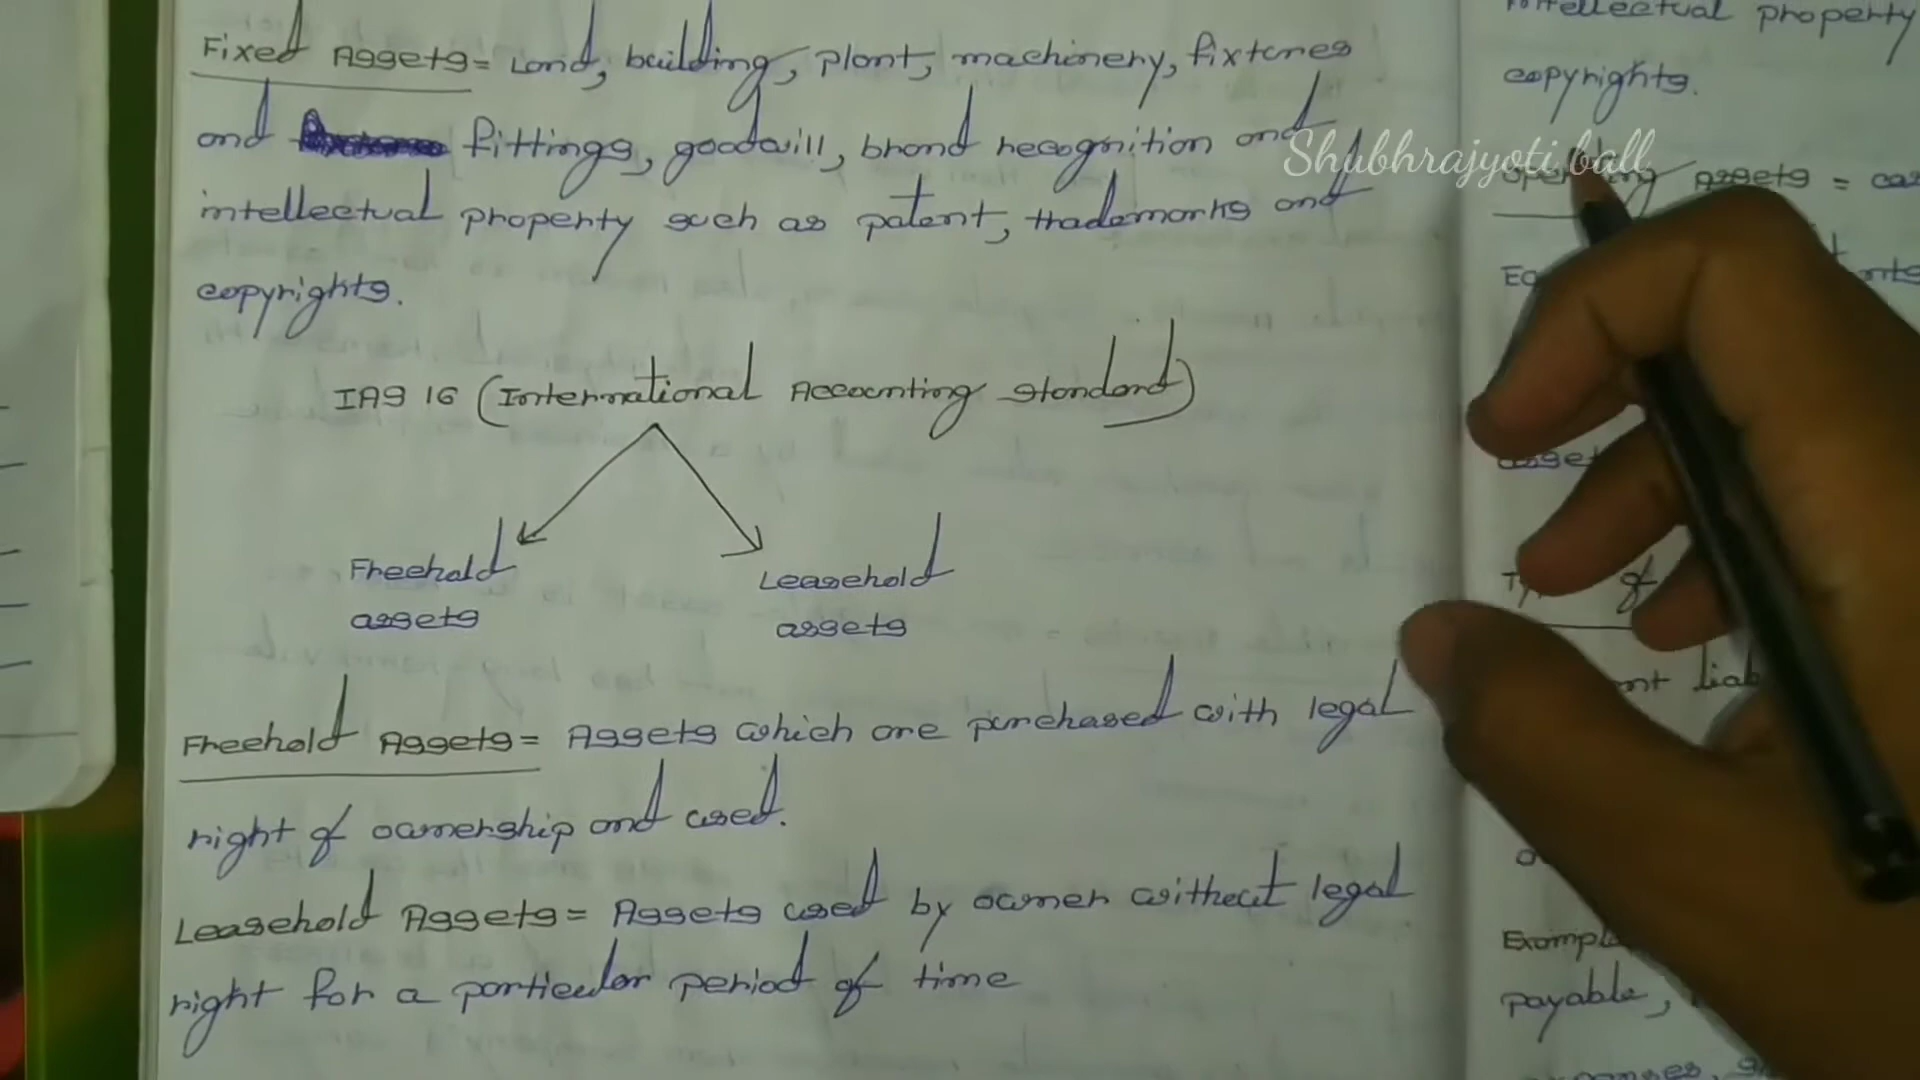 Fixed Assets = Land, building, plant, machinery, fixtures
and fittings, goodwill, brand recognition and
intellectual property such as patent, trademarks and
copyrights.
IAS 16 (International Accounting Standard)
Freehold
assets
Leasehold
assets
Freehold Assets = Assets which are purchased with legal
right of ownership and used.
Leasehold Assets = Assets used by owner without legal
right for a particular period of time
intellectual property
copyrights.
Shubhrajyoti ball
Assets =
of
payable,